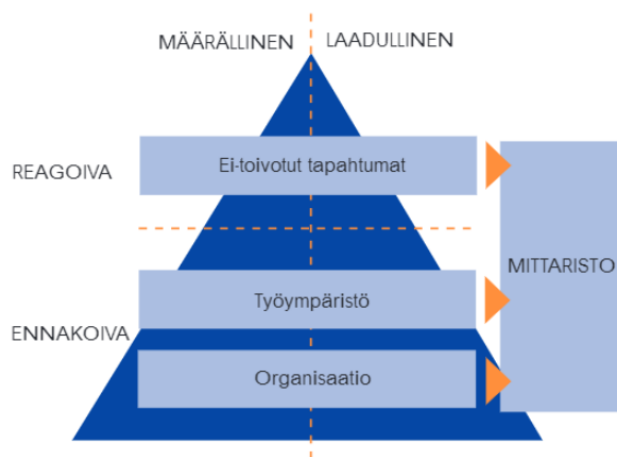 MÄÄRÄLLINEN LAADULLINEN
REAGOIVA
Ei-toivotut tapahtumat
MITTARISTO
Työympäristö
ENNAKOIVA
Organisaatio